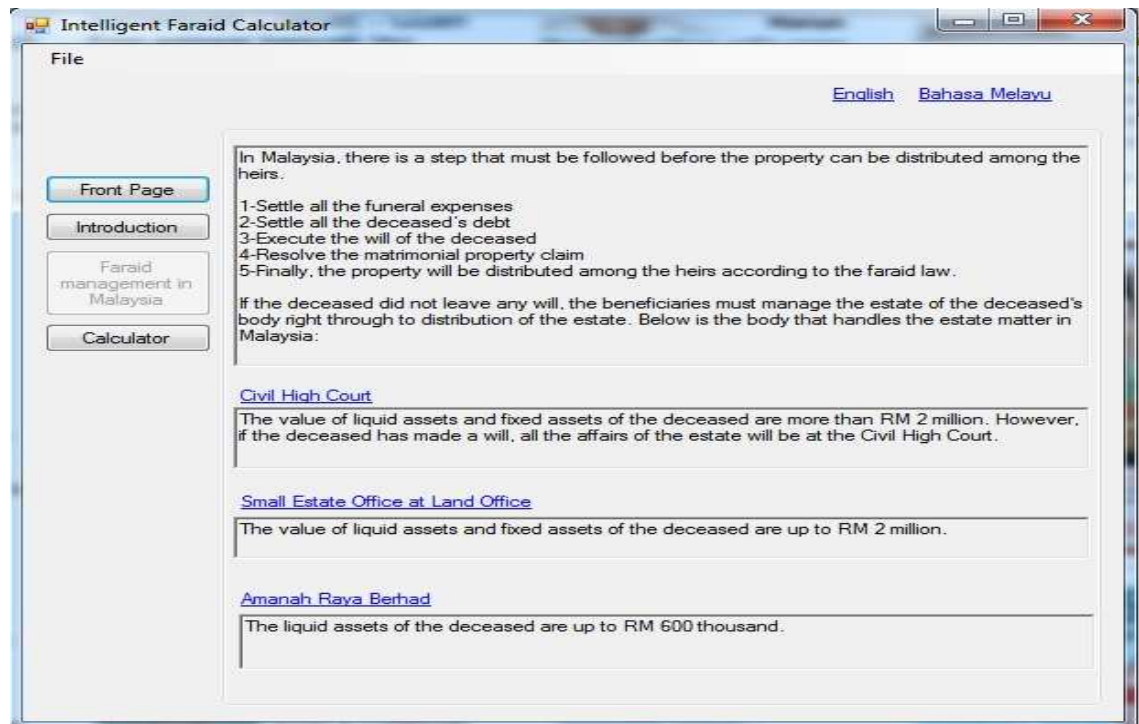 Intelligent Faraid Calculator
File
English Bahasa Melayu
Front Page
Introduction
Faraid
management in
Malaysia
Calculator
In Malaysia, there is a step that must be followed before the property can be distributed among the
heirs.
1-Settle all the funeral expenses
2-Settle all the deceased's debt
3-Execute the will of the deceased
4-Resolve the matrimonial property claim
5-Finally, the property will be distributed among the heirs according to the faraid law.
If the deceased did not leave any will, the beneficiaries must manage the estate of the deceased's
body right through to distribution of the estate. Below is the body that handles the estate matter in
Malaysia:
Civil High Court
The value of liquid assets and fixed assets of the deceased are more than RM 2 million. However,
if the deceased has made a will, all the affairs of the estate will be at the Civil High Court.
Small Estate Office at Land Office
The value of liquid assets and fixed assets of the deceased are up to RM 2 million.
Amanah Raya Berhad
The liquid assets of the deceased are up to RM 600 thousand.